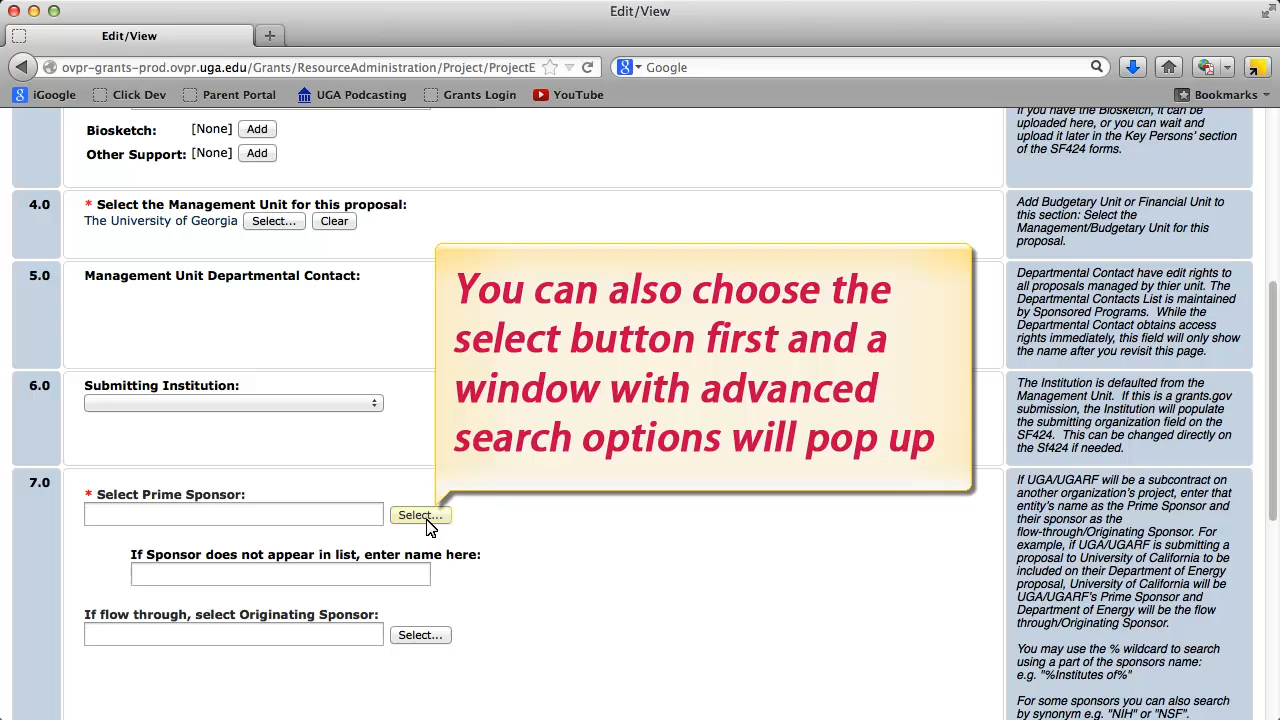 Edit/View
Edit/View
ovpr-grants-prod.ovpr.uga.edu/Grants/ResourceAdministration/Project/ProjectE
Google
iGoogle
Click Dev
Parent Portal
UGA Podcasting
Grants Login
YouTube
Bookmarks
Biosketch: [None] Add
Other Support: [None] Add
if you have the Biosketch, it can be
uploaded here, or you can wait and
upload it later in the Key Persons' section
of the SF424 forms.
4.0
* Select the Management Unit for this proposal:
The University of Georgia Select... Clear
Add Budgetary Unit or Financial Unit to
this section: Select the
Management/Budgetary Unit for this
proposal.
5.0
Management Unit Departmental Contact:
Departmental Contact have edit rights to
all proposals managed by thier unit. The
Departmental Contacts List is maintained
by Sponsored Programs. While the
Departmental Contact obtains access
rights immediately, this field will only show
the name after you revisit this page.
You can also choose the
select button first and a
window with advanced
search options will pop up
6.0
Submitting Institution:
The Institution is defaulted from the
Management Unit. If this is a grants.gov
submission, the Institution will populate
the submitting organization field on the
SF424. This can be changed directly on
the Sf424 if needed.
7.0
* Select Prime Sponsor:
Select...
If Sponsor does not appear in list, enter name here:
If flow through, select Originating Sponsor:
Select...
If UGA/UGARF will be a subcontract on
another organization's project, enter that
entity's name as the Prime Sponsor and
their sponsor as the
flow-through/Originating Sponsor. For
example, if UGA/UGARF is submitting a
proposal to University of California to be
included on their Department of Energy
proposal, University of California will be
UGA/UGARF's Prime Sponsor and
Department of Energy will be the flow
through/Originating Sponsor.
You may use the % wildcard to search
using a part of the sponsors name:
e.g. "%Institutes of%"
For some sponsors you can also search
by synonym e.g. "NIH" or "NSF".